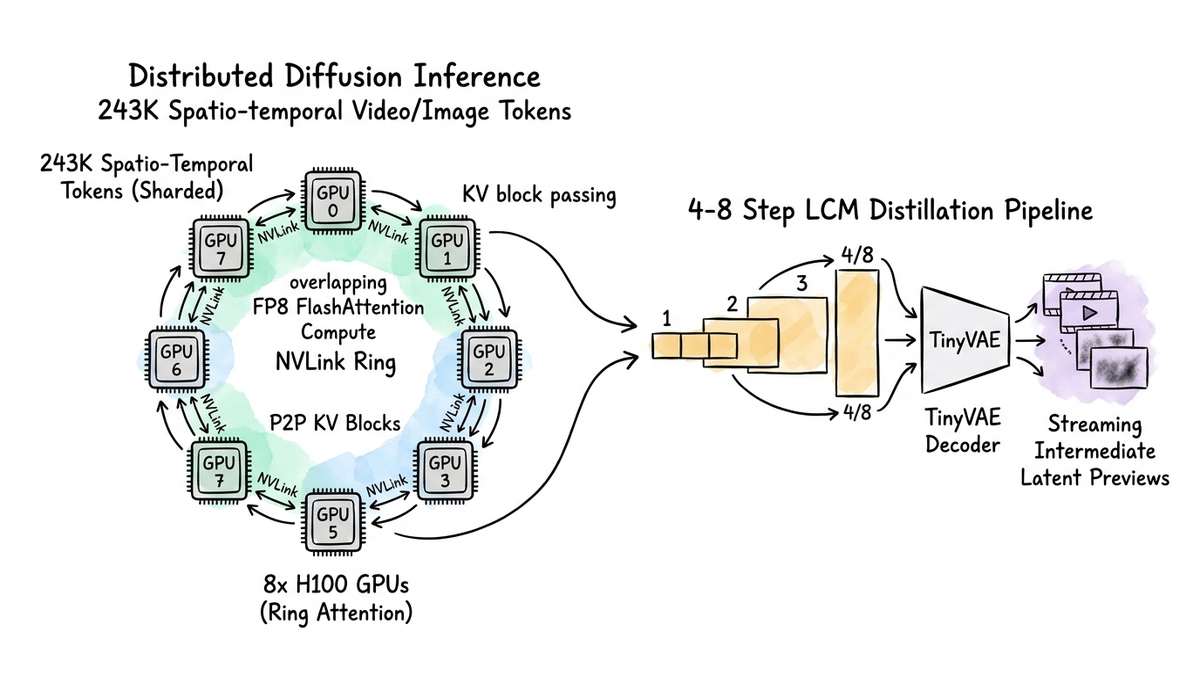 Distributed Diffusion Inference
243K Spatio-temporal Video/Image Tokens
243K Spatio-Temporal
Tokens (Sharded)
GPU
0
GPU
1
GPU
2
GPU
3
GPU
5
GPU
7
GPU
6
GPU
7
NVLink
NVLink
NVLink
NVLink
NVLink
NVLink
NVLink
NVLink
KV block passing
overlapping
FP8 FlashAttention
Compute
NVLink Ring
P2P KV Blocks
8x H100 GPUs
(Ring Attention)
4-8 Step LCM Distillation Pipeline
1
2
3
4/8
4/8
TinyVAE
TinyVAE
Decoder
Streaming
Intermediate
Latent Previews